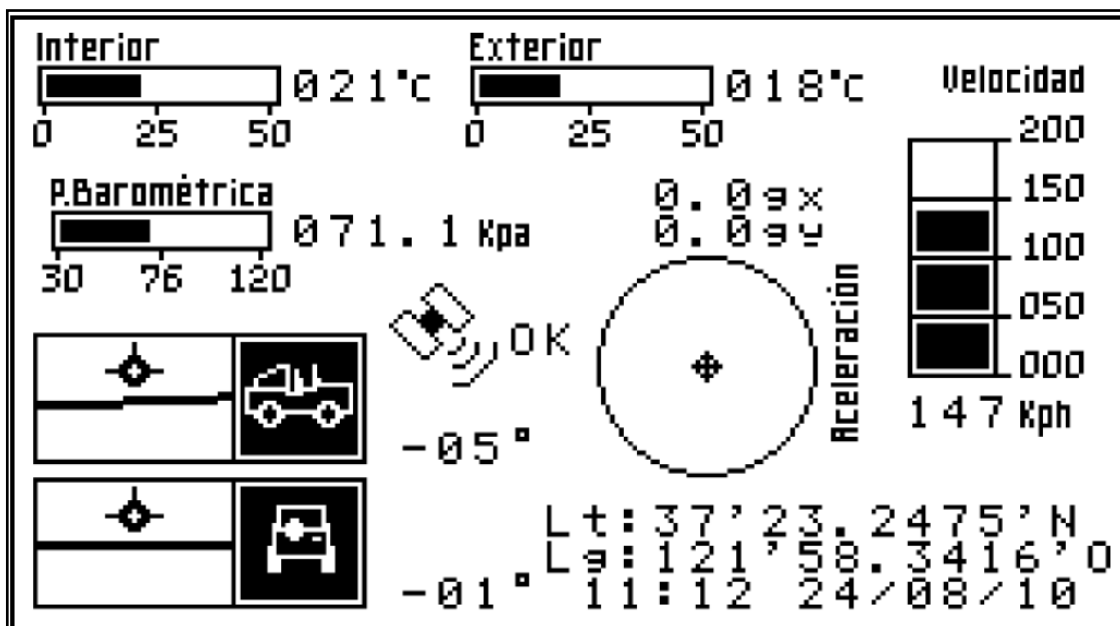 Interior
021°C
0 25 50
Exterior
018°C
0 25 50
Velocidad
200
150
100
050
000
147 Kph
P.Barométrica
071.1 Kpa
30 76 120
0.0gx
0.0gy
Aceleración
OK
-05°
-01°
Lt:37'23.2475'N
Lg:121'58.3416'O
11:12 24/08/10